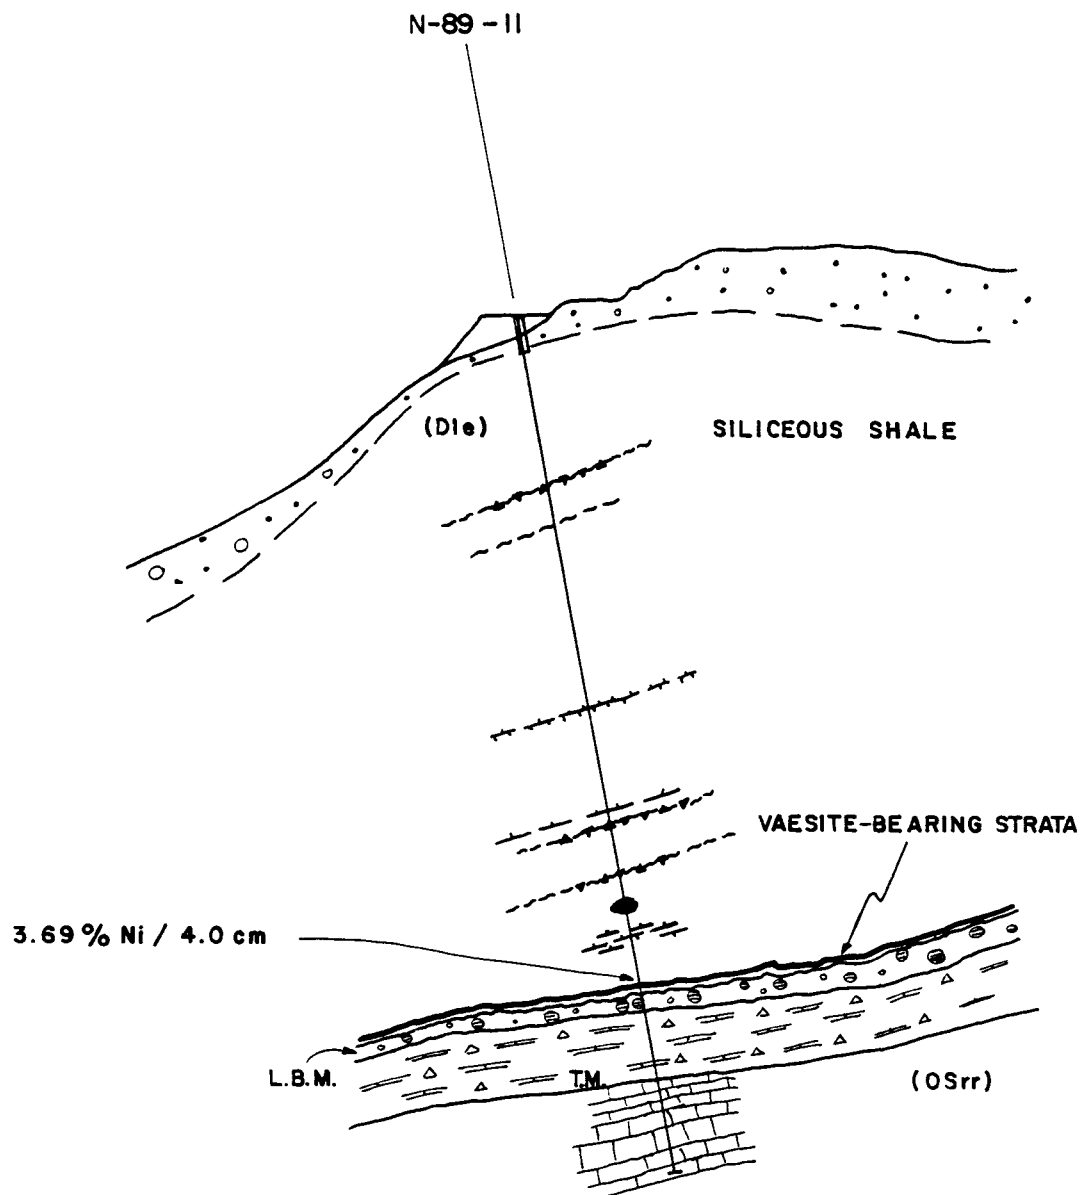 N-89-11
(Dle)
SILICEOUS SHALE
VAESITE-BEARING STRATA
3.69% Ni / 4.0 cm
L.B.M.
T.M.
(OSrr)